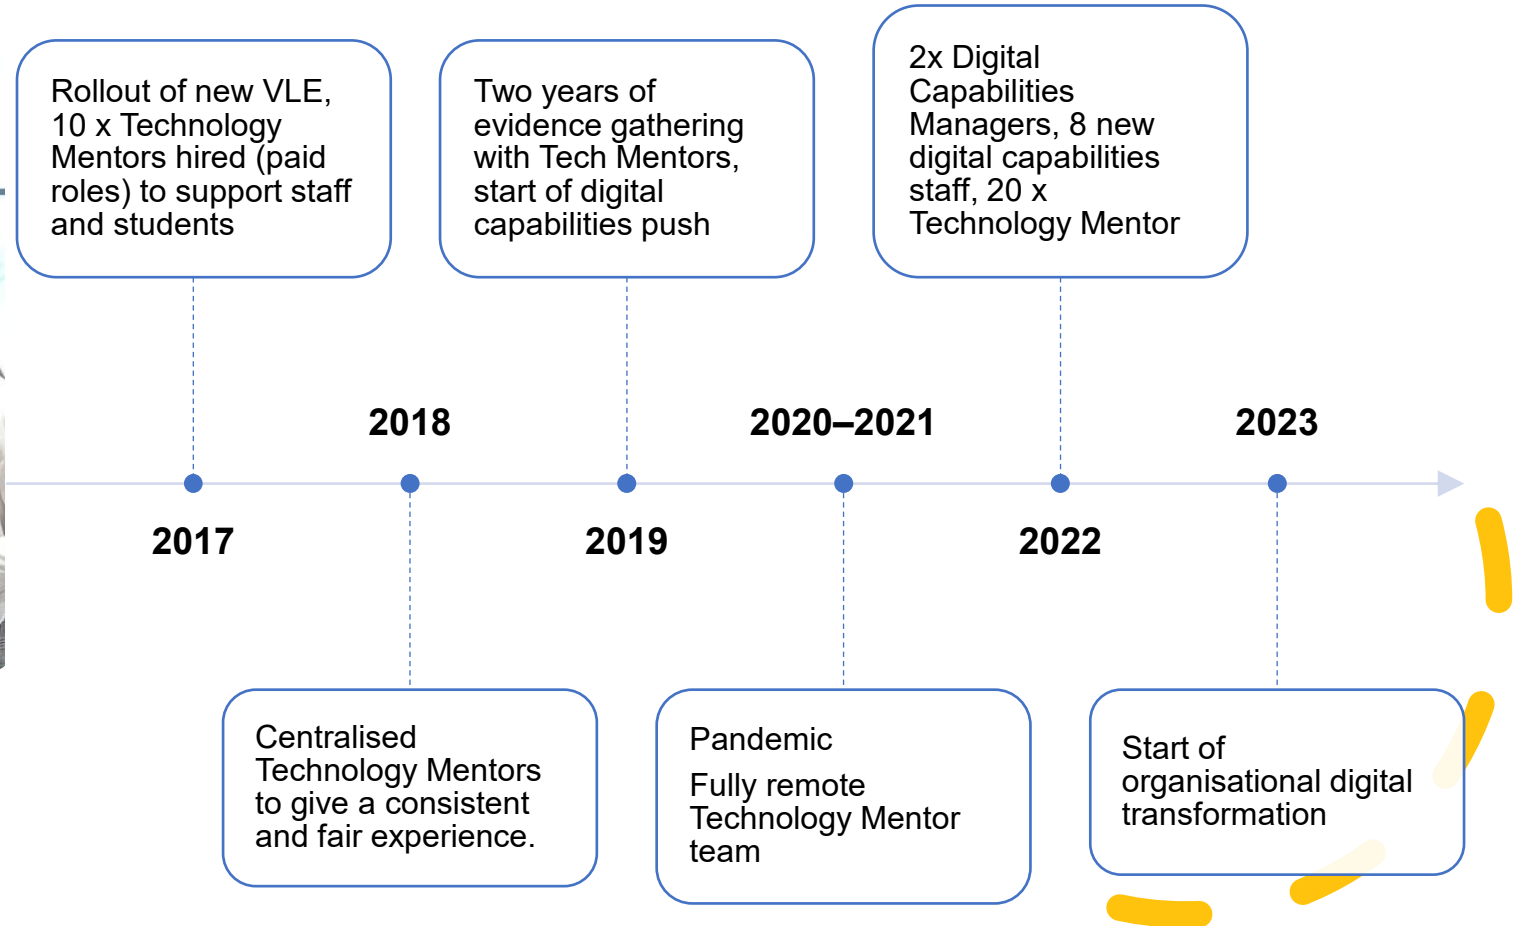 Rollout of new VLE,
10 x Technology
Mentors hired (paid
roles) to support staff
and students
Two years of
evidence gathering
with Tech Mentors,
start of digital
capabilities push
2x Digital
Capabilities
Managers, 8 new
digital capabilities
staff, 20 x
Technology Mentor
2018
2020–2021
2023
2017
2019
2022
Centralised
Technology Mentors
to give a consistent
and fair experience.
Pandemic
Fully remote
Technology Mentor
team
Start of
organisational digital
transformation